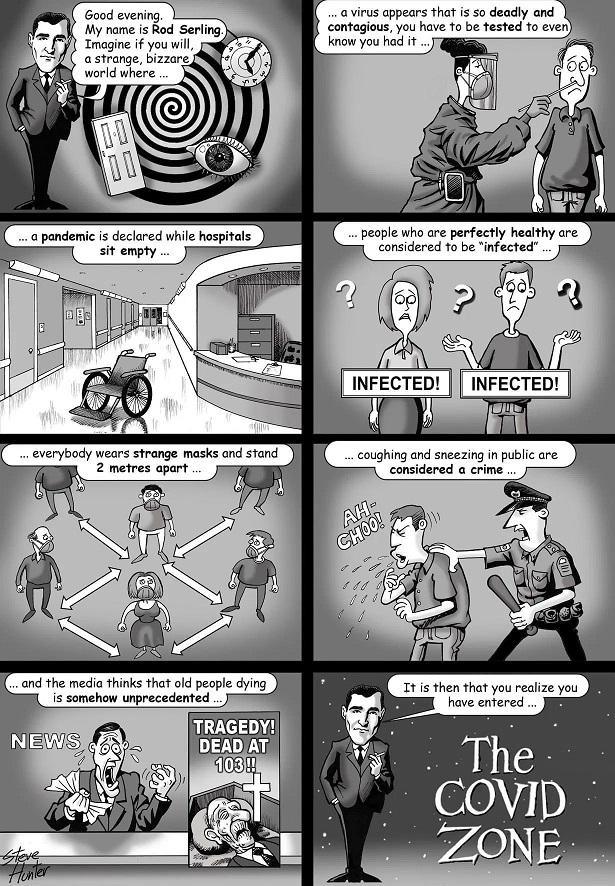 Good evening.
My name is Rod Serling.
Imagine if you will,
a strange, bizzare
world where ...
... a virus appears that is so deadly and
contagious, you have to be tested to even
know you had it ...
... a pandemic is declared while hospitals
sit empty ...
... people who are perfectly healthy are
considered to be “infected” ...
? ? ?
INFECTED! INFECTED!
... everybody wears strange masks and stand
2 metres apart ...
... coughing and sneezing in public are
considered a crime ...
AH-
CHOO!
... and the media thinks that old people dying
is somehow unprecedented ...
NEWS
TRAGEDY!
DEAD AT
103!!
Steve
Hunter
It is then that you realize you
have entered ...
The
COVID
ZONE